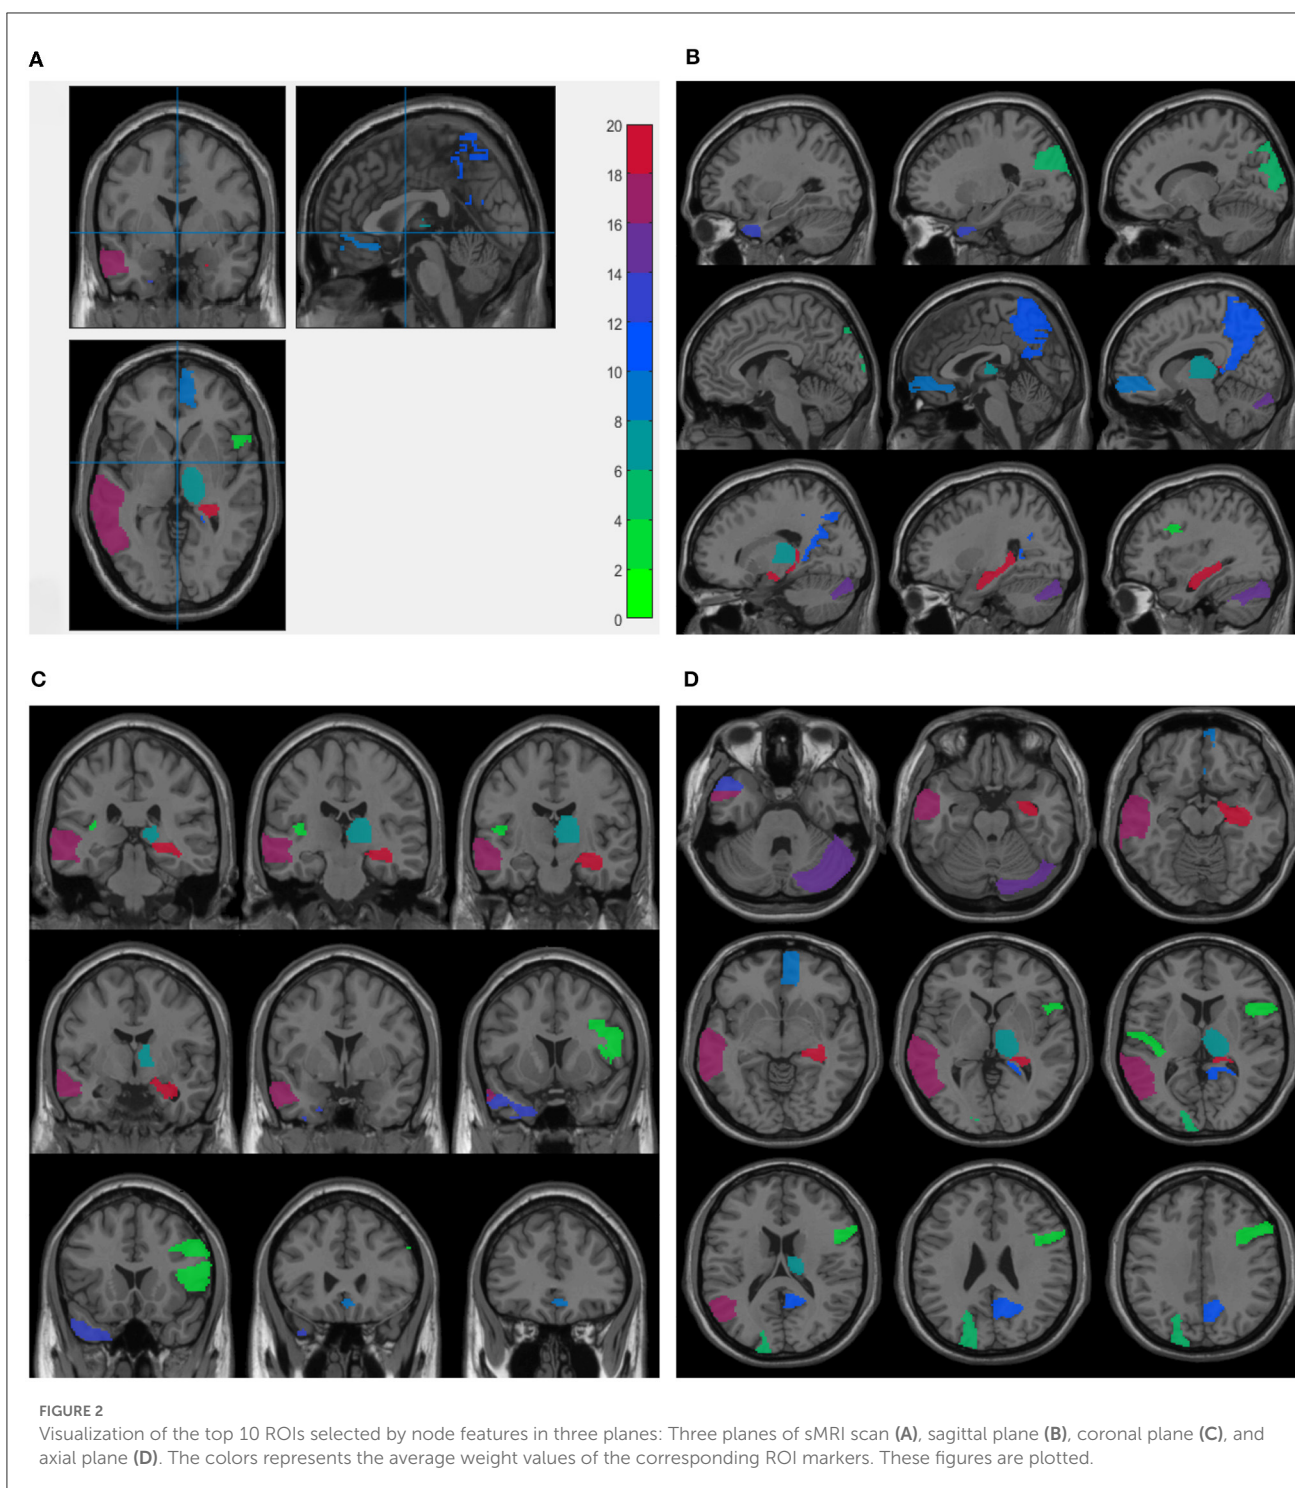 A
B
20
18
16
14
12
10
8
6
4
2
0
C
D
FIGURE 2
Visualization of the top 10 ROIs selected by node features in three planes: Three planes of sMRI scan (A), sagittal plane (B), coronal plane (C), and
axial plane (D). The colors represents the average weight values of the corresponding ROI markers. These figures are plotted.